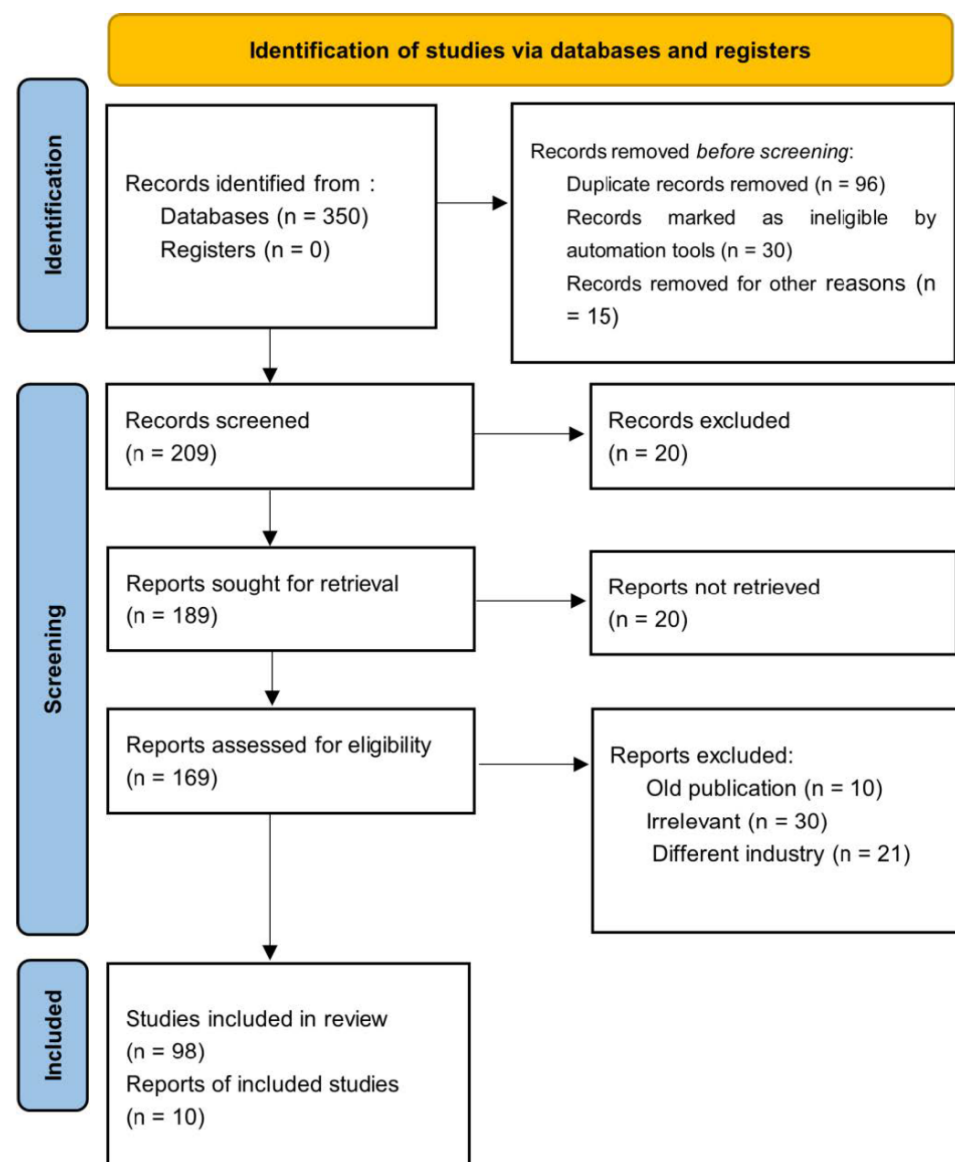 Identification of studies via databases and registers
Identification
Records identified from :
Databases (n = 350)
Registers (n = 0)
Records removed before screening:
Duplicate records removed (n = 96)
Records marked as ineligible by
automation tools (n = 30)
Records removed for other reasons (n
= 15)
Screening
Records screened
(n = 209)
Records excluded
(n = 20)
Reports sought for retrieval
(n = 189)
Reports not retrieved
(n = 20)
Reports assessed for eligibility
(n = 169)
Reports excluded:
Old publication (n = 10)
Irrelevant (n = 30)
Different industry (n = 21)
Included
Studies included in review
(n = 98)
Reports of included studies
(n = 10)